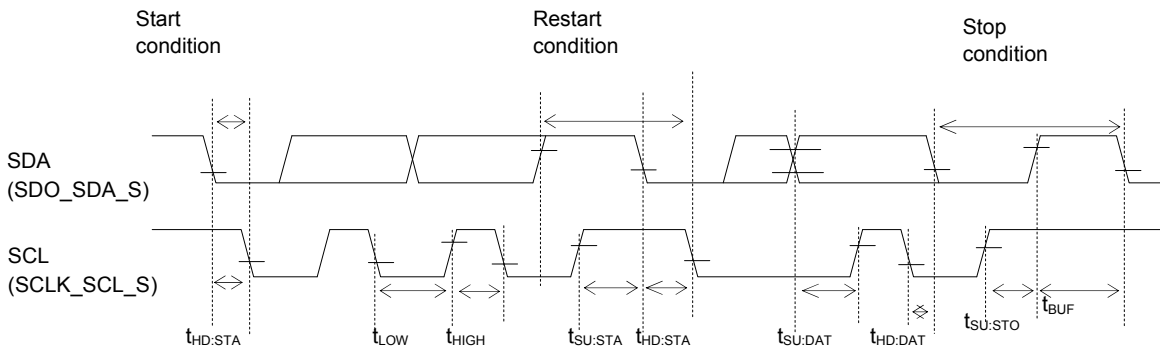 Start
condition
Restart
condition
Stop
condition
SDA
(SDO_SDA_S)
SCL
(SCLK_SCL_S)
tHD:STA
tLOW
tHIGH
tSU:STA
tHD:STA
tSU:DAT
tHD:DAT
tSU:STO
tBUF